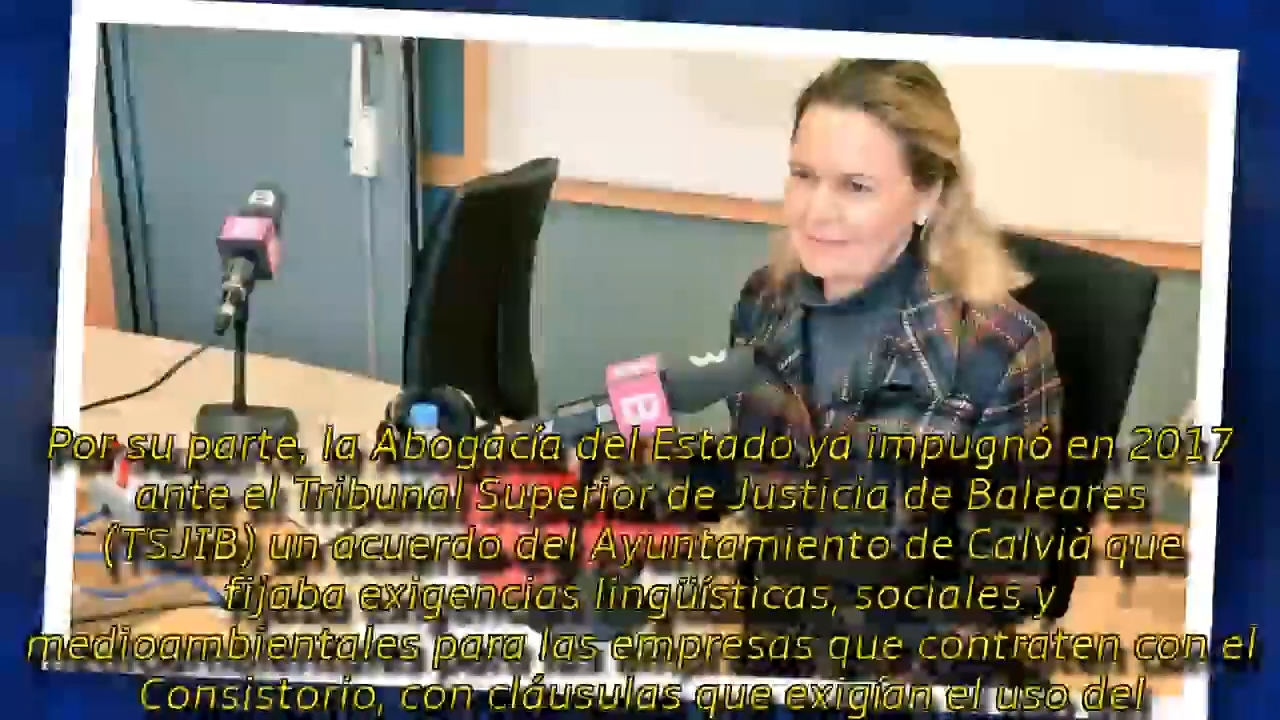 Por su parte, la Abogacía del Estado ya impugnó en 2017
ante el Tribunal Superior de Justicia de Baleares
(TSJIB) un acuerdo del Ayuntamiento de Calvià que
fijaba exigencias lingüísticas, sociales y
medioambientales para las empresas que contraten con el
Consistorio, con cláusulas que exigían el uso del